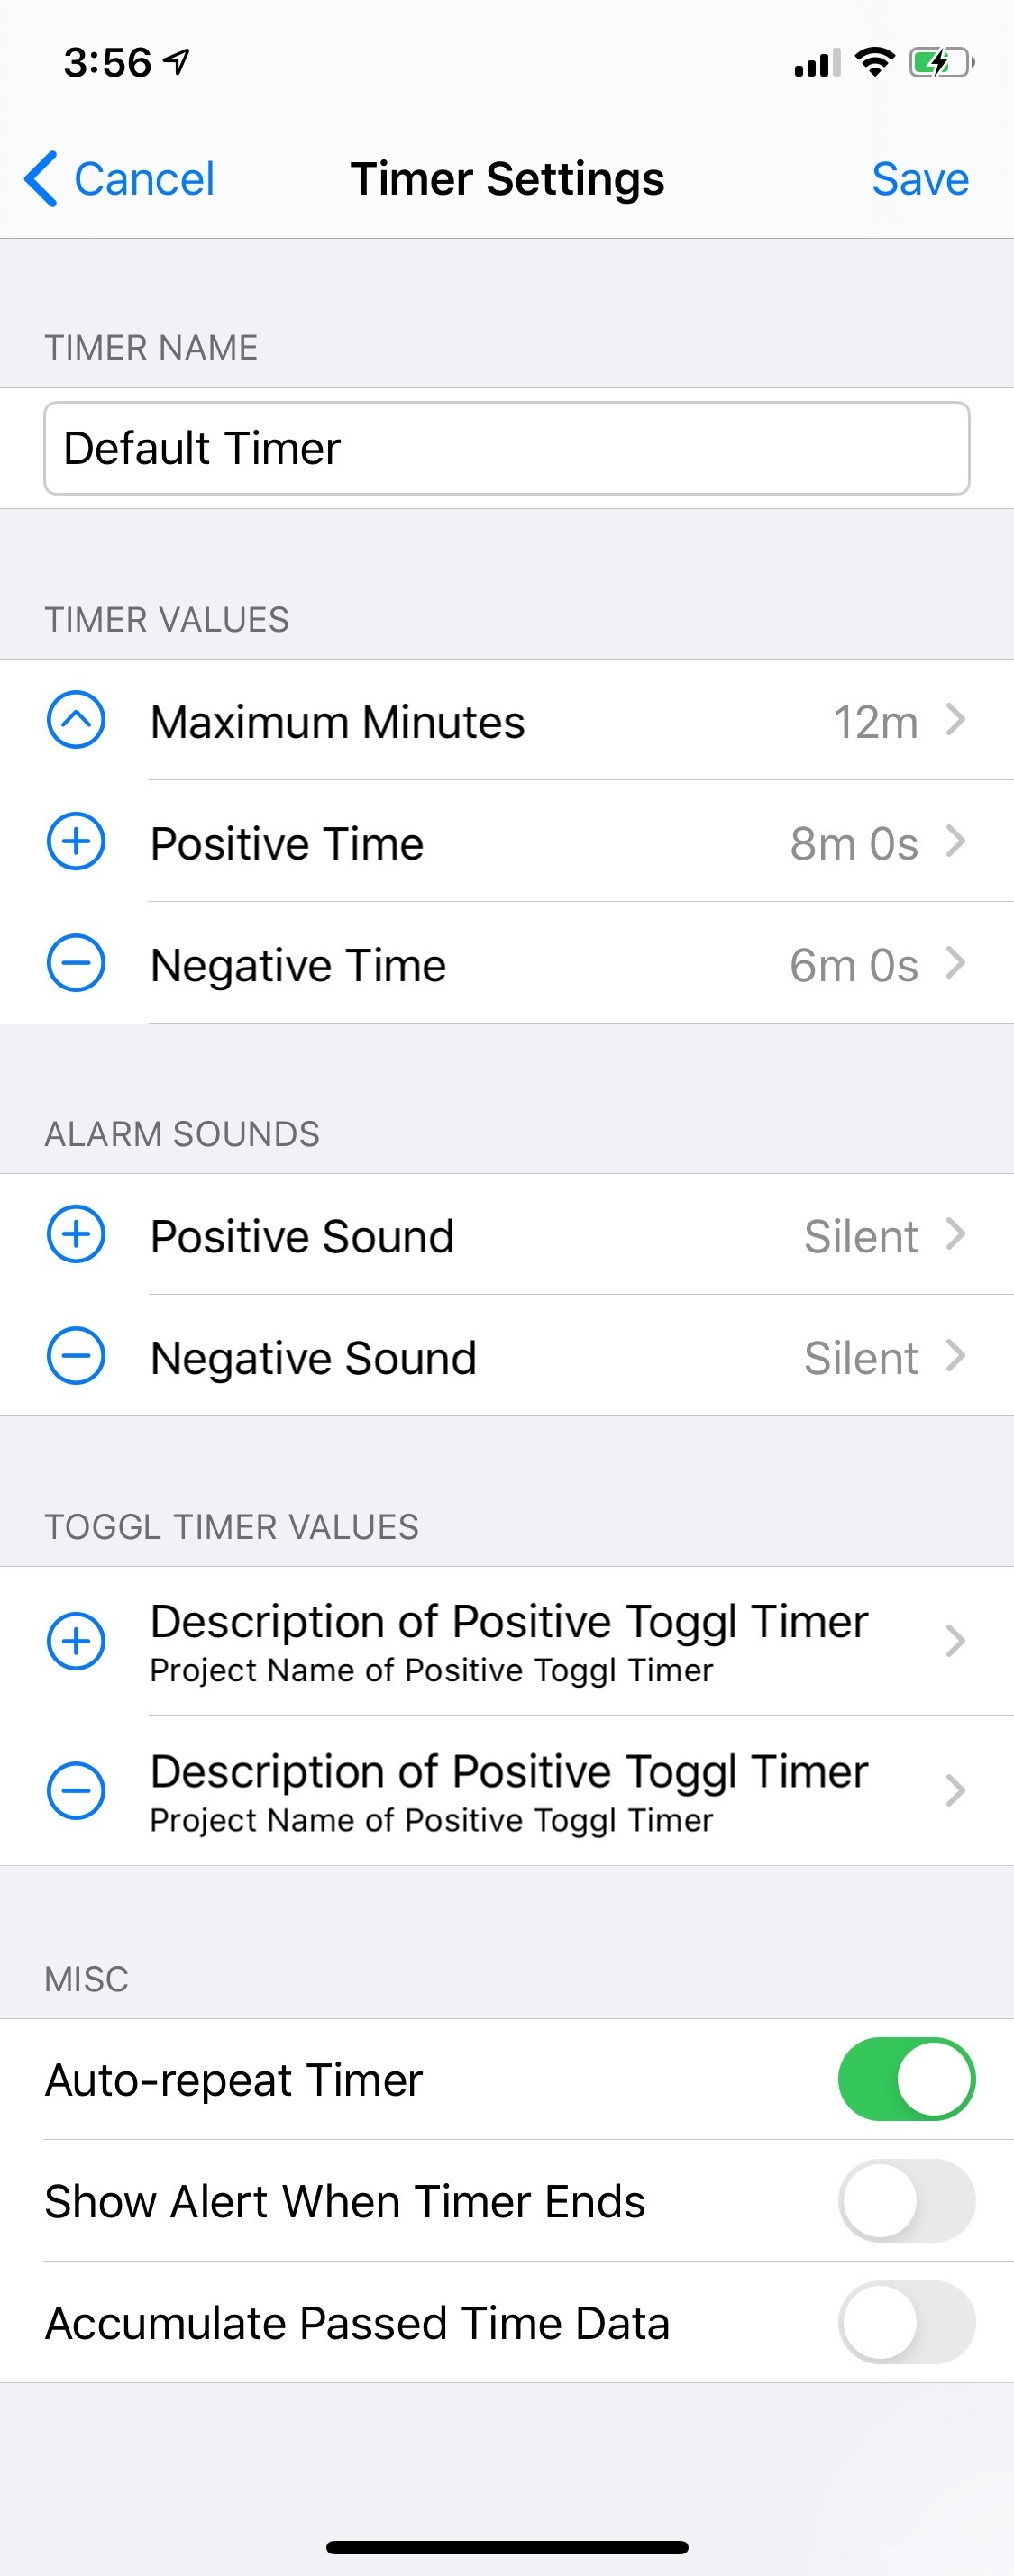 3:56
Cancel Timer Settings Save
TIMER NAME
Default Timer
TIMER VALUES
Maximum Minutes 12m
Positive Time 8m 0s
Negative Time 6m 0s
ALARM SOUNDS
Positive Sound Silent
Negative Sound Silent
TOGGL TIMER VALUES
Description of Positive Toggl Timer
Project Name of Positive Toggl Timer
Description of Positive Toggl Timer
Project Name of Positive Toggl Timer
MISC
Auto-repeat Timer
Show Alert When Timer Ends
Accumulate Passed Time Data